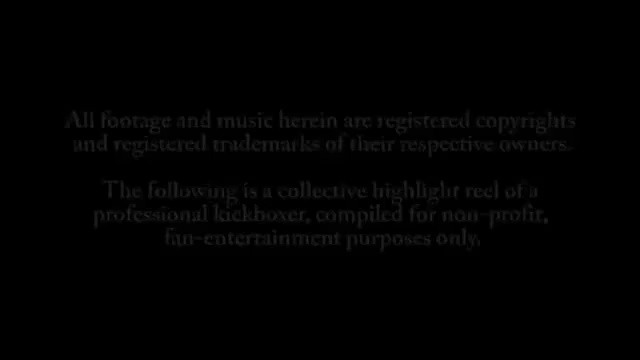 All footage and music herein are registered copyrights
and registered trademarks of their respective owners.
The following is a collective highlight reel of a
professional kickboxer, compiled for non-profit,
fan-entertainment purposes only.